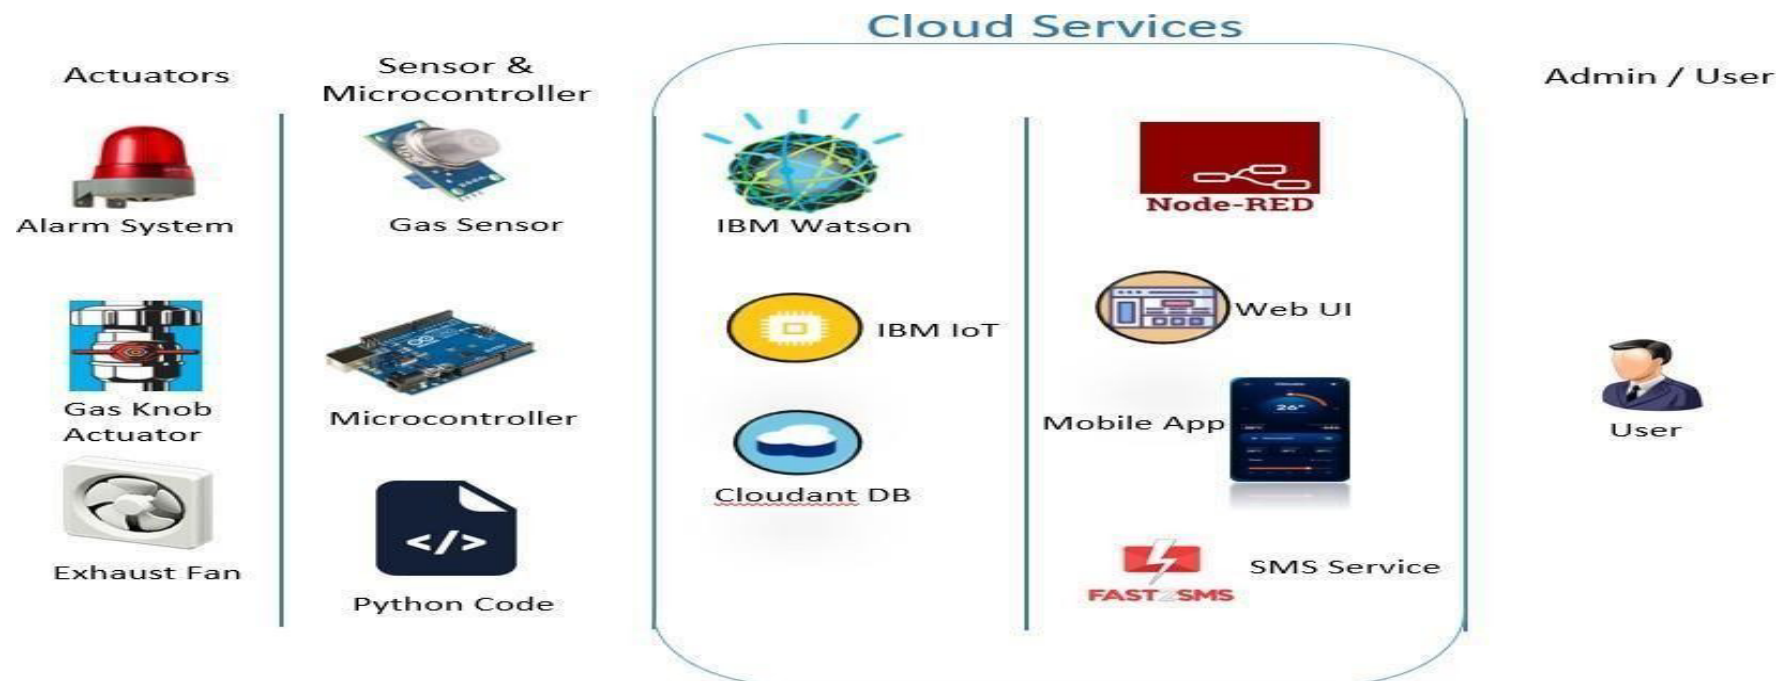 Cloud Services
Actuators
Sensor &
Microcontroller
Admin / User
Alarm System
Gas Sensor
IBM Watson
Node-RED
Gas Knob
Actuator
Microcontroller
IBM IoT
Web UI
Mobile App
26°
User
Exhaust Fan
Python Code
</>
Cloudant DB
FAST2SMS
SMS Service